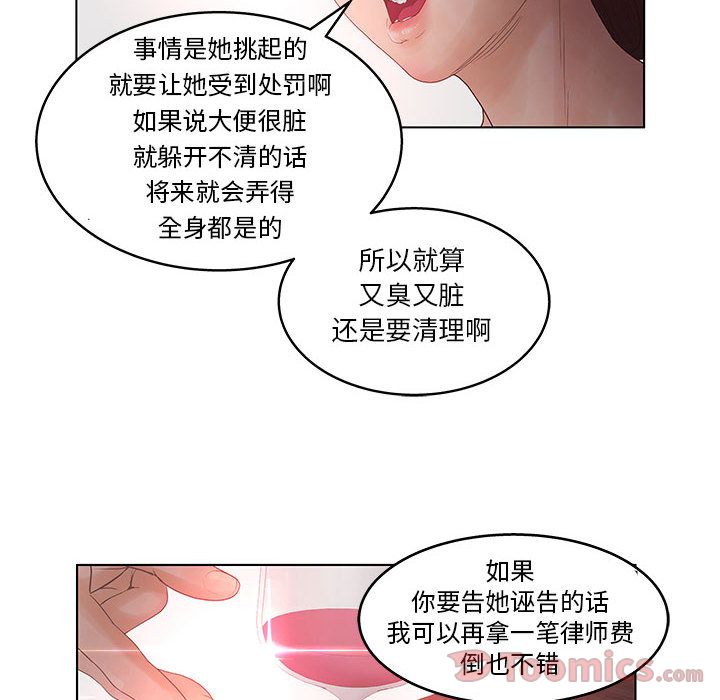 事情是她挑起的
就要让她受到处罚啊
如果说大便很脏
就躲开不清的话
将来就会弄得
全身都是的
所以就算
又臭又脏
还是要清理啊
如果
你要告她诬告的话
我可以再拿一笔律师费
倒也不错
Toomics.com